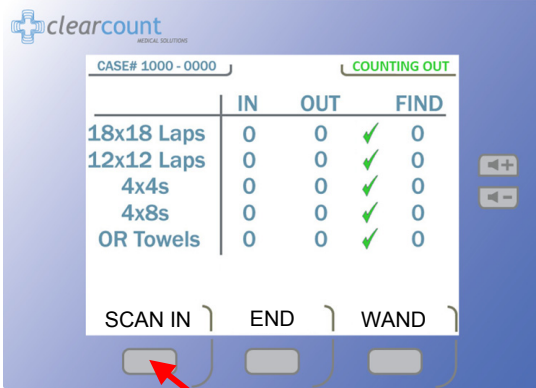 clearcount
MEDICAL SOLUTIONS
CASE# 1000 - 0000 COUNTING OUT
IN OUT FIND
18x18 Laps 0 0 ✓ 0
12x12 Laps 0 0 ✓ 0
4x4s 0 0 ✓ 0
4x8s 0 0 ✓ 0
OR Towels 0 0 ✓ 0
SCAN IN END WAND